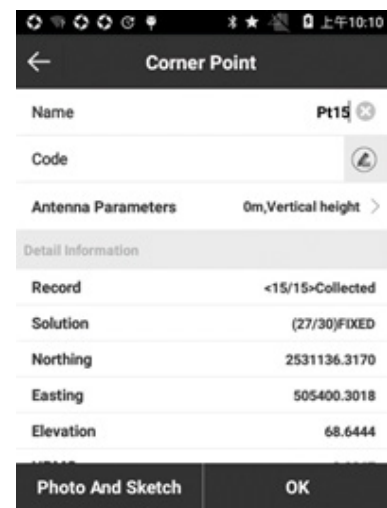 上午10:10
Corner Point
Name Pt15
Code
Antenna Parameters 0m,Vertical height
Detail Information
Record <15/15>Collected
Solution (27/30)FIXED
Northing 2531136.3170
Easting 505400.3018
Elevation 68.6444
Photo And Sketch OK